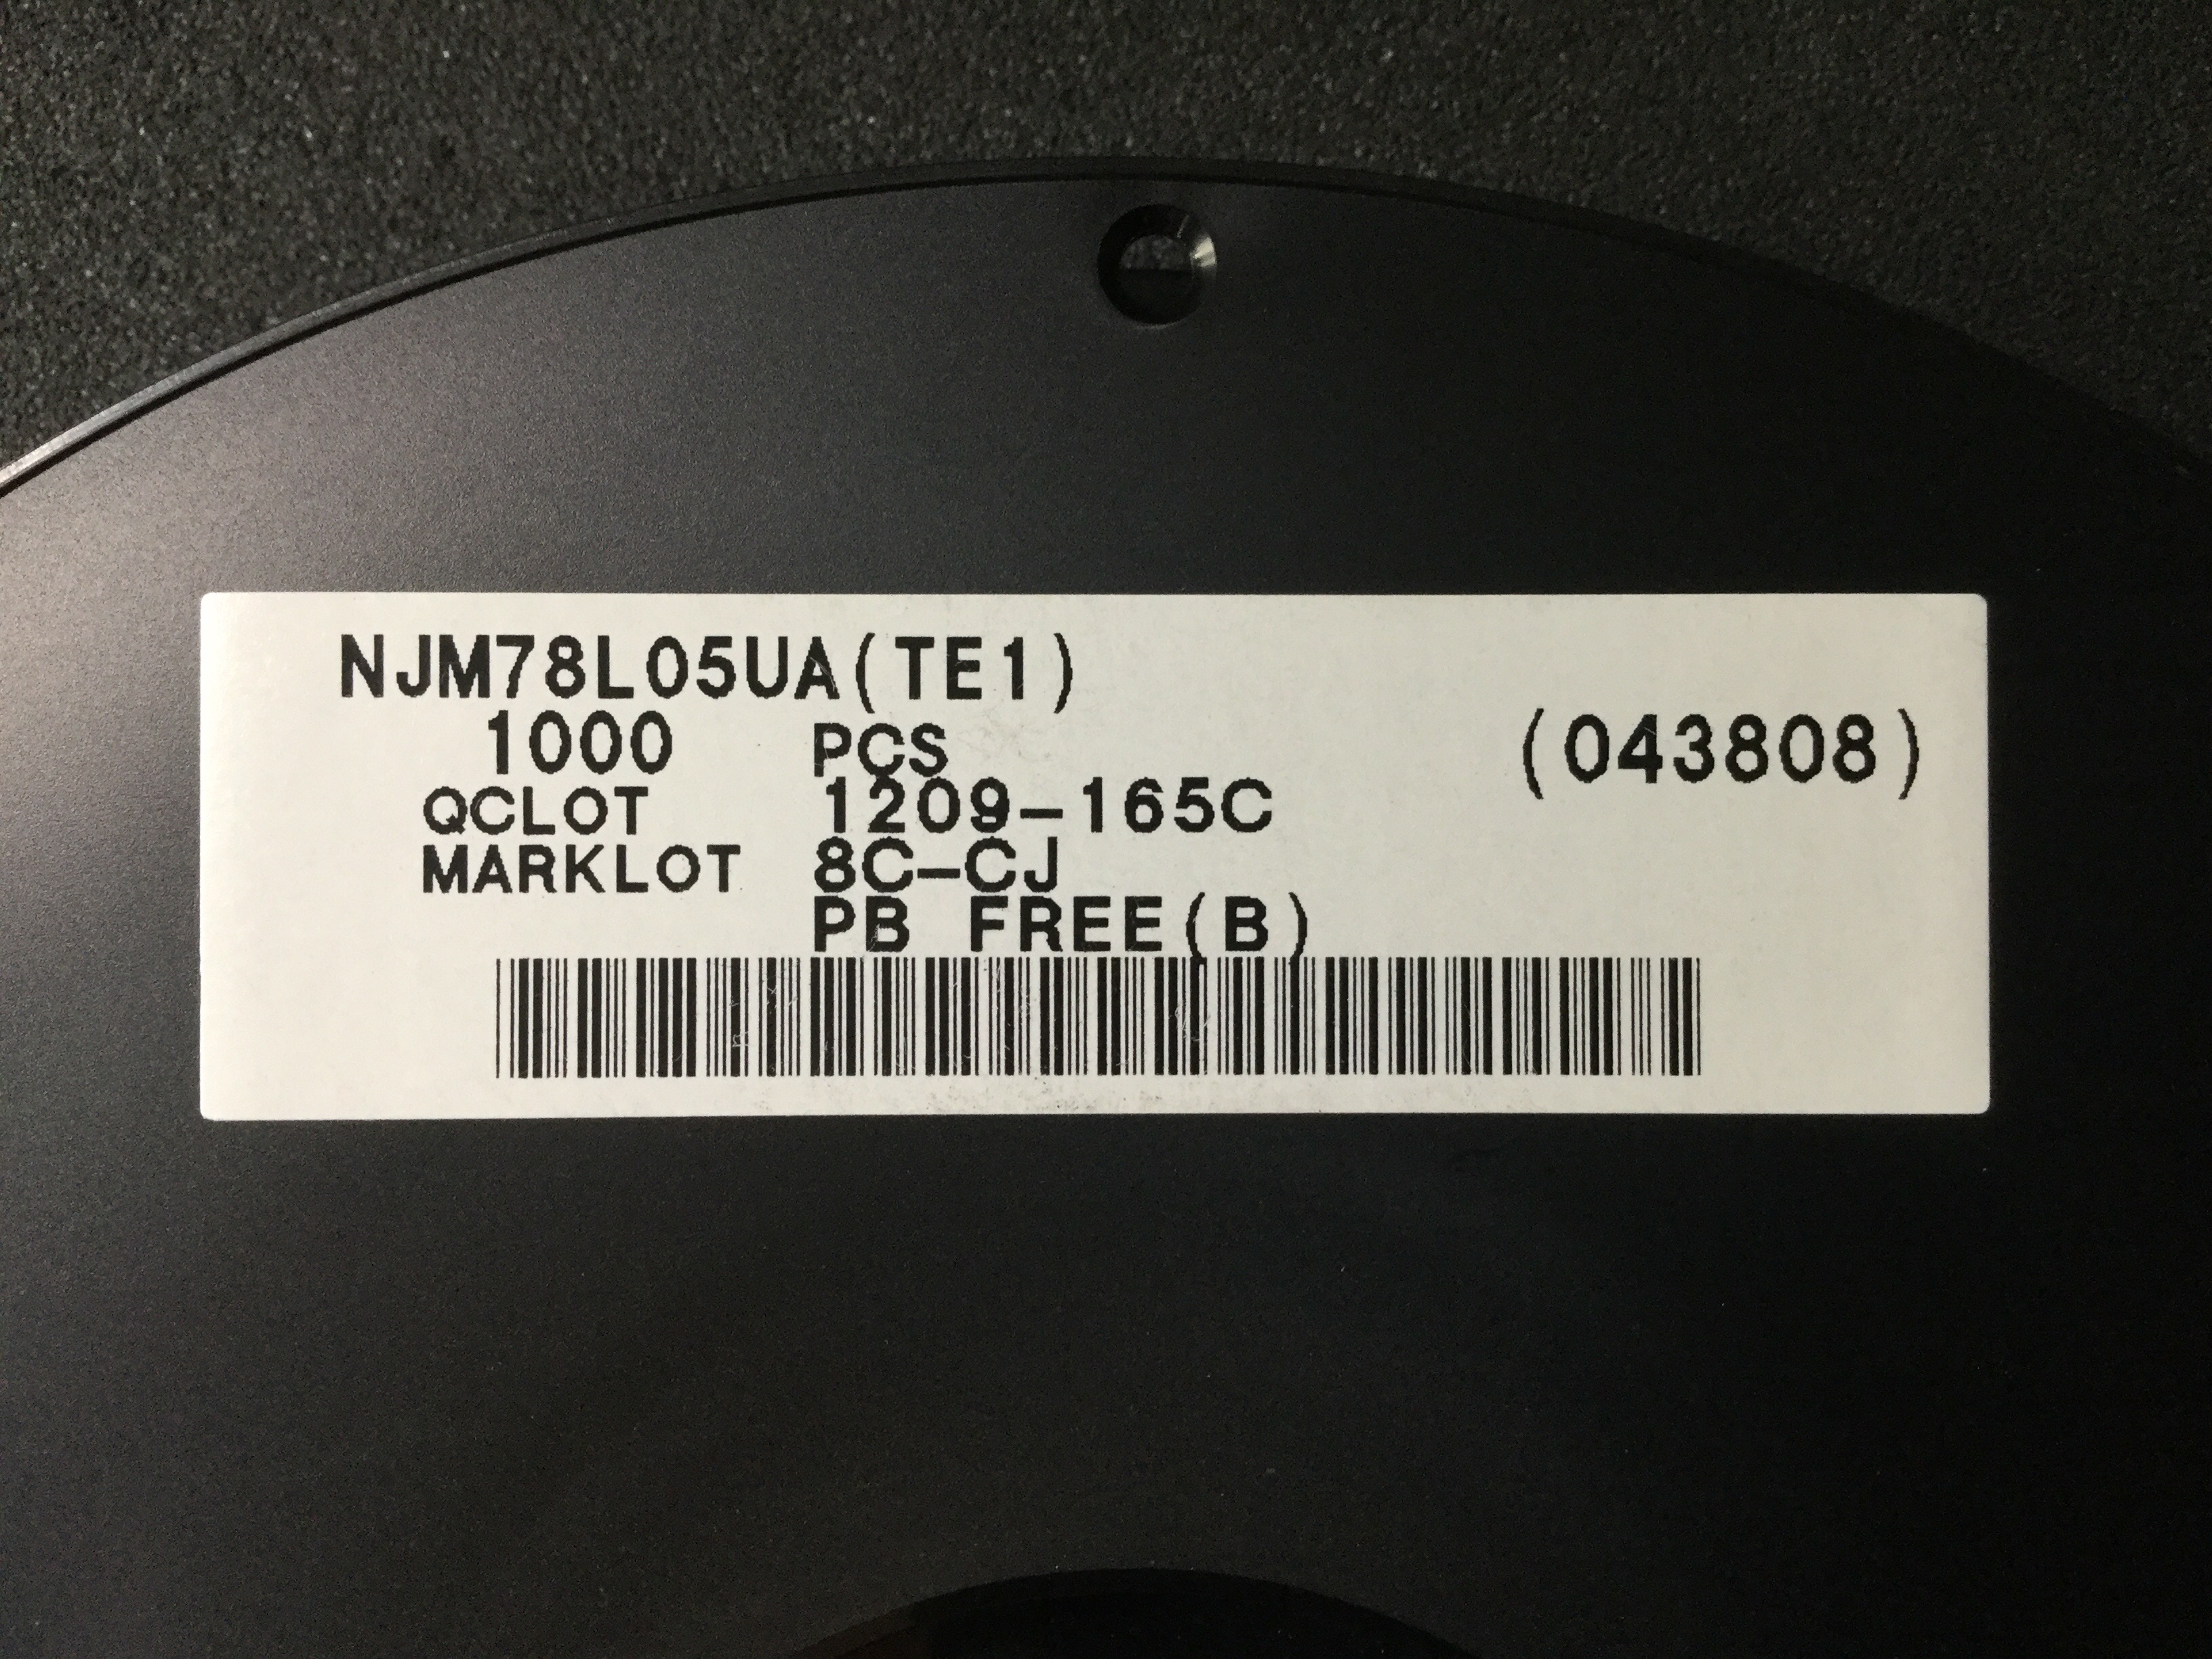 NJM78L05UA(TE1)
1000 PCS (043808)
QCLOT 1209-165C
MARKLOT 8C-CJ
PB FREE(B)